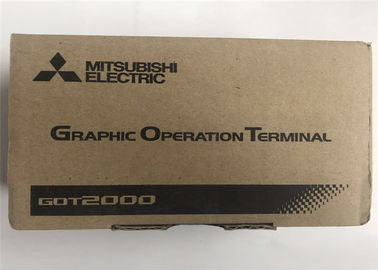 MITSUBISHI
ELECTRIC
GRAPHIC OPERATION TERMINAL
GOT2000